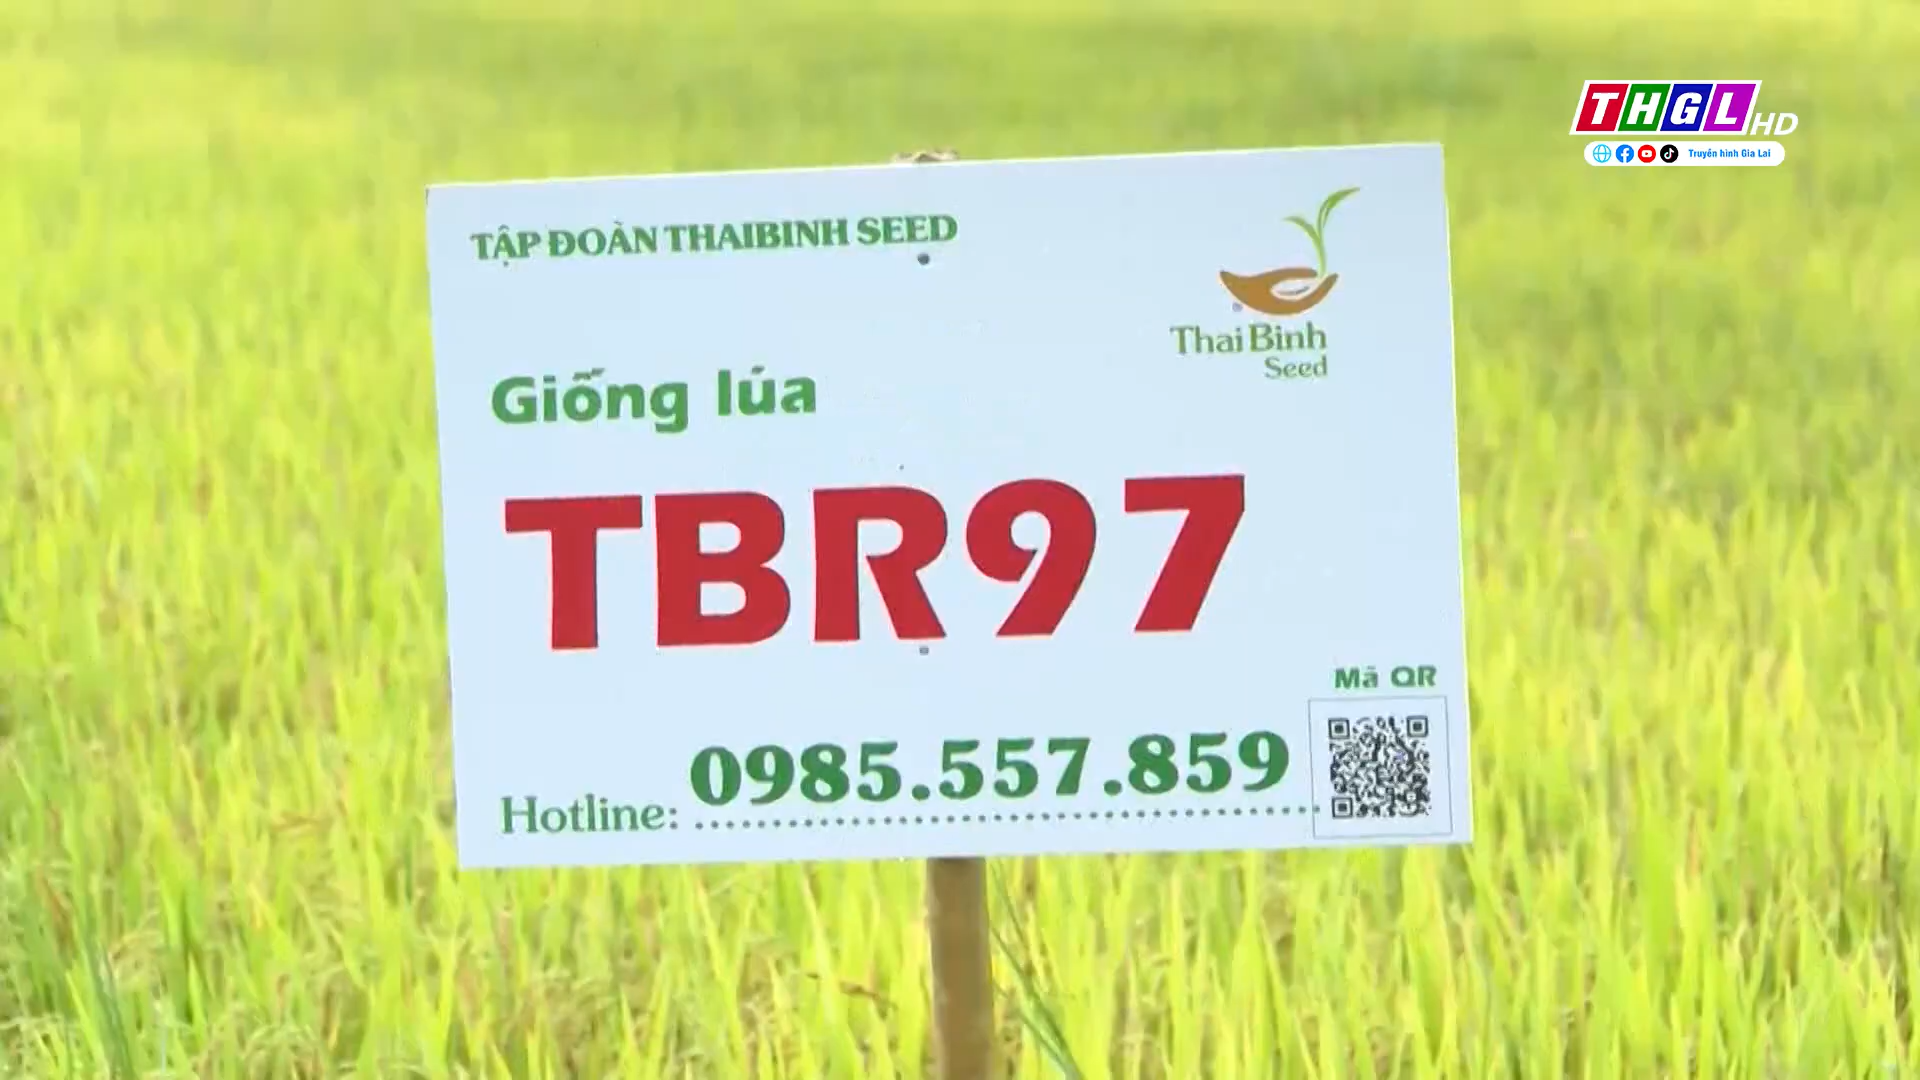 THGL HD
Truyền hình Gia Lai
TẬP ĐOÀN THAIBINH SEED
Thai Binh
Seed
Giống lúa
TBR97
Mã QR
Hotline: 0985.557.859